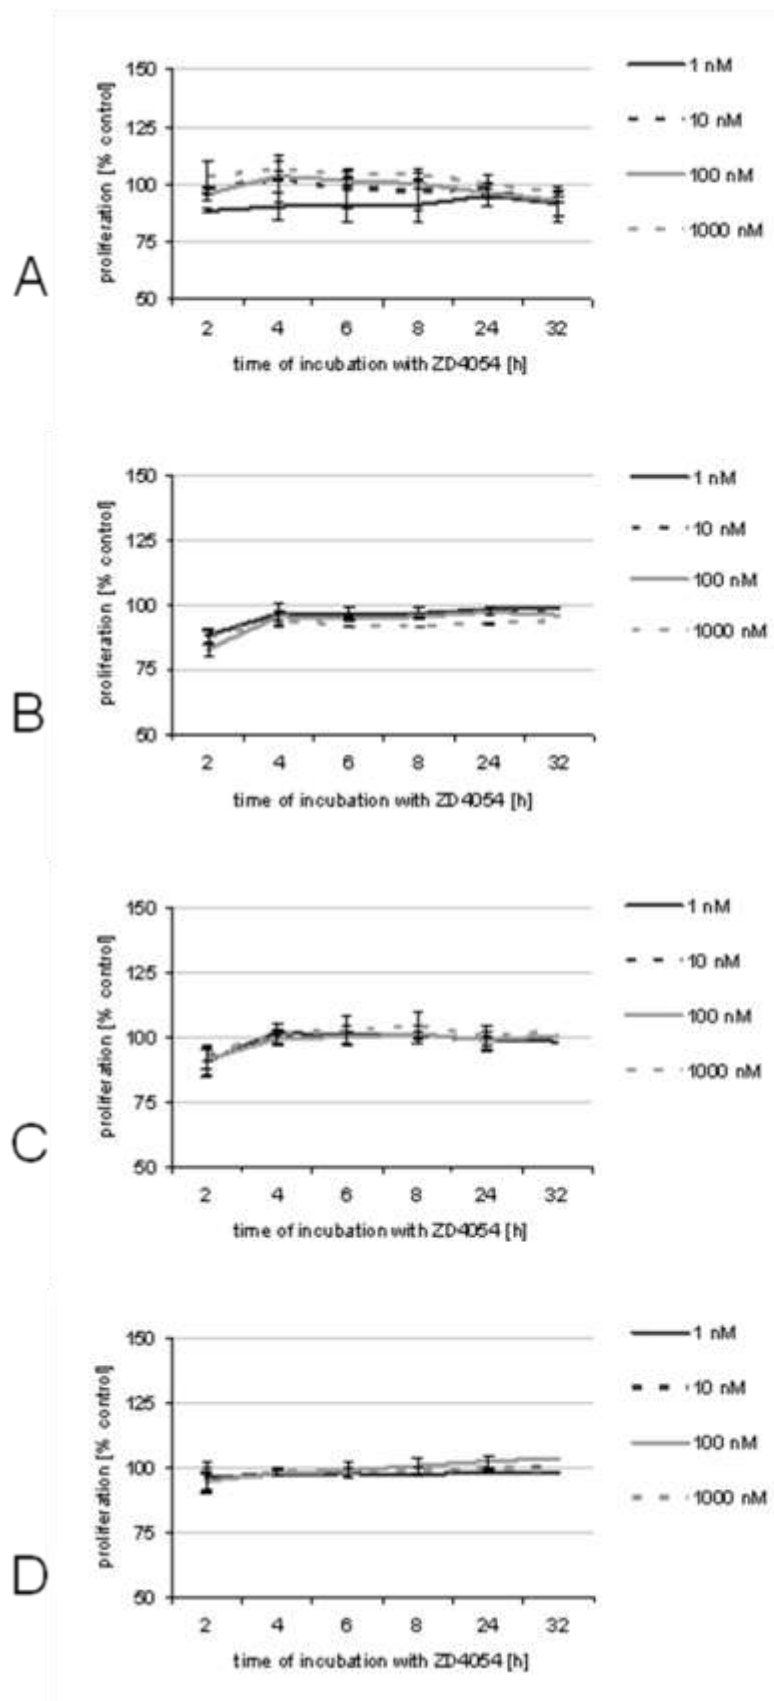 A
proliferation [% control]
150
125
100
75
50
2 4 6 8 24 32
time of incubation with ZD4054 [h]
1 nM
10 nM
100 nM
1000 nM
B
proliferation [% control]
150
125
100
75
50
2 4 6 8 24 32
time of incubation with ZD4054 [h]
1 nM
10 nM
100 nM
1000 nM
C
proliferation [% control]
150
125
100
75
50
2 4 6 8 24 32
time of incubation with ZD4054 [h]
1 nM
10 nM
100 nM
1000 nM
D
proliferation [% control]
150
125
100
75
50
2 4 6 8 24 32
time of incubation with ZD4054 [h]
1 nM
10 nM
100 nM
1000 nM